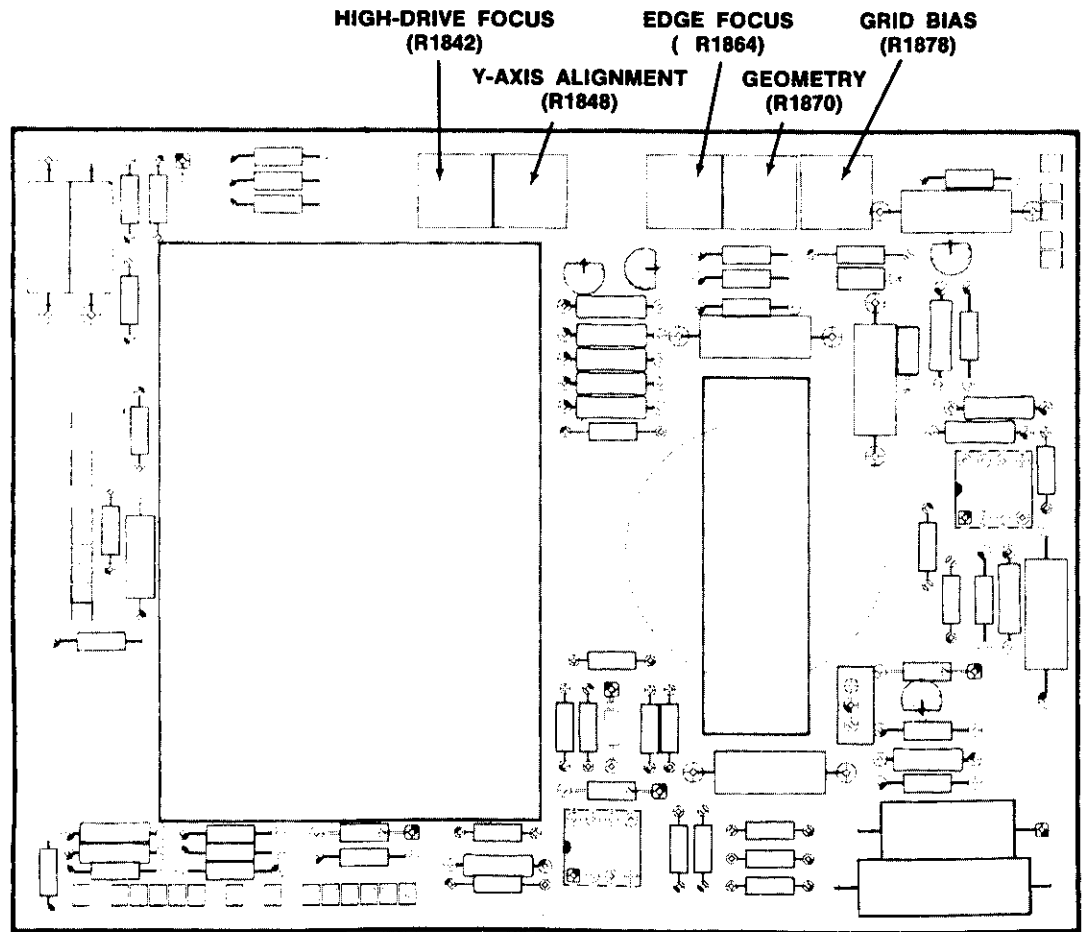 HIGH-DRIVE FOCUS
(R1842)
EDGE FOCUS
( R1864)
GRID BIAS
(R1878)
Y-AXIS ALIGNMENT
(R1848)
GEOMETRY
(R1870)